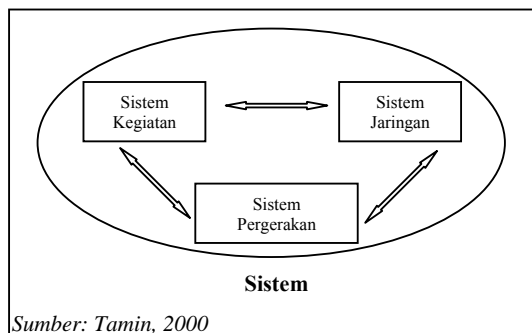 Sistem
Kegiatan
Sistem
Jaringan
Sistem
Pergerakan
Sistem
Sumber: Tamin, 2000